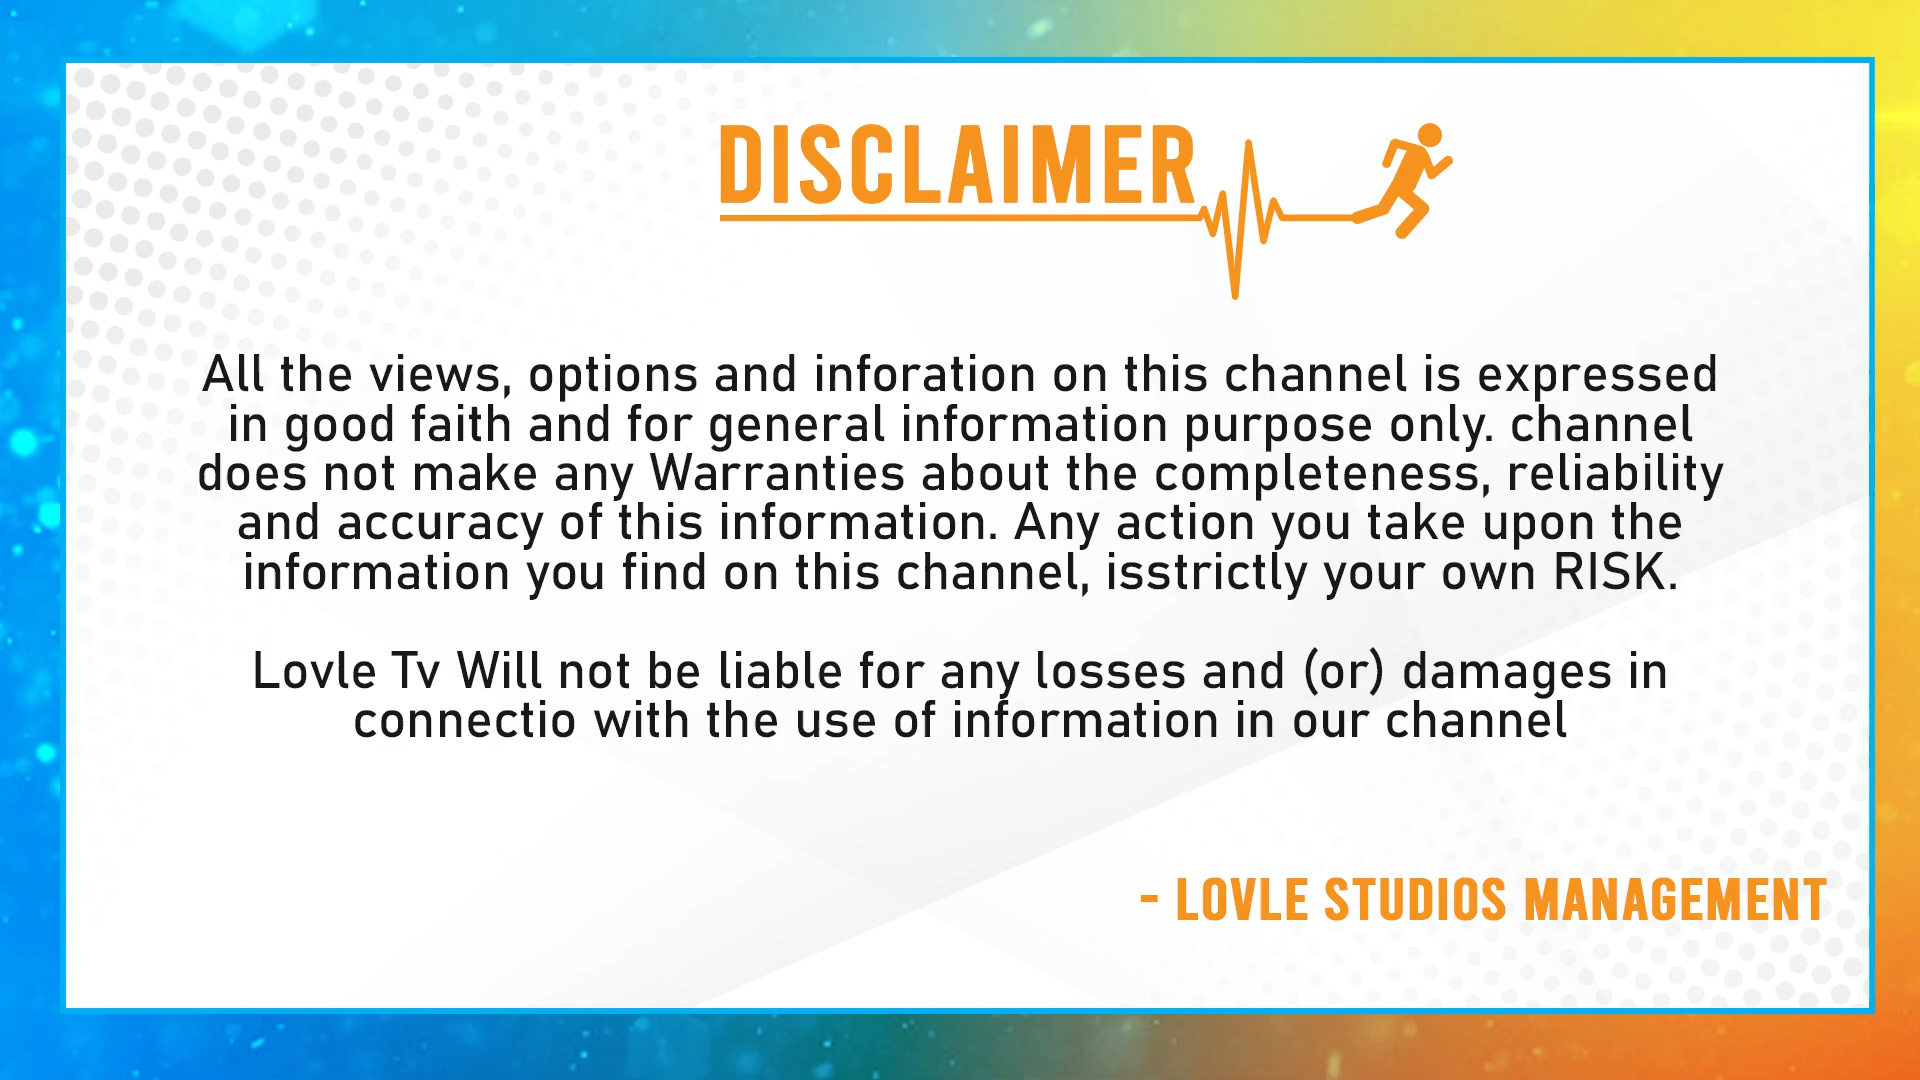 DISCLAIMER
All the views, options and inforation on this channel is expressed
in good faith and for general information purpose only. channel
does not make any Warranties about the completeness, reliability
and accuracy of this information. Any action you take upon the
information you find on this channel, isstrictly your own RISK.
Lovle Tv Will not be liable for any losses and (or) damages in
connectio with the use of information in our channel
- LOVLE STUDIOS MANAGEMENT